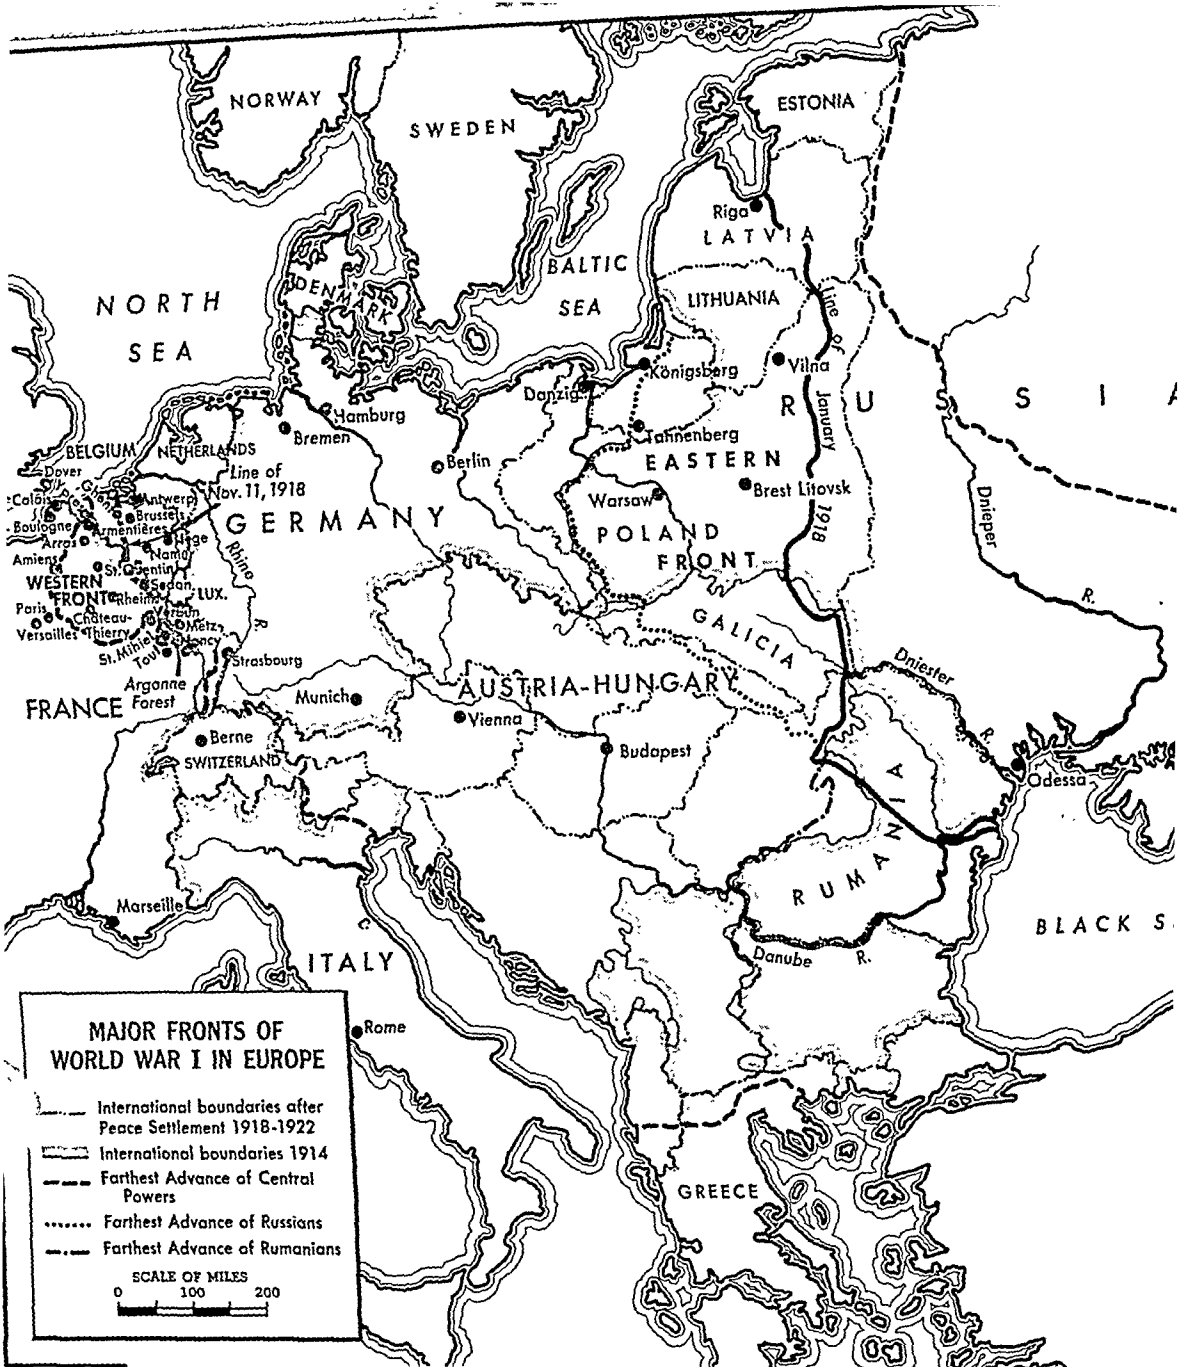 NORWAY
SWEDEN
ESTONIA
Riga
LATVIA
BALTIC
SEA
LITHUANIA
DENMARK
NORTH
SEA
Line of January 1918
Königsberg
Vilna
Danzig
RUSSIA
Hamburg
Bremen
Tannenberg
BELGIUM
NETHERLANDS
Berlin
EASTERN
Dover
Line of
Nov. 11, 1918
Calais
Ypres
Ghent
Antwerp
Brussels
Warsaw
Brest Litovsk
Dnieper
R.
Boulogne
Armentières
GERMANY
Arras
Liege
Namur
POLAND
FRONT
Amiens
St. Quentin
Rhine
R.
WESTERN
FRONT
Sedan
LUX.
Rheims
Paris
Versailles
Château-
Thierry
Verdun
Metz
Nancy
St. Mihiel
Toul
GALICIA
Strasbourg
Dniester
R.
Argonne
Forest
Munich
AUSTRIA-HUNGARY
FRANCE
Vienna
Berne
SWITZERLAND
Budapest
Odessa
RUMANIA
Marseille
BLACK S
ITALY
Danube R.
Rome
GREECE
MAJOR FRONTS OF
WORLD WAR I IN EUROPE
International boundaries after
Peace Settlement 1918-1922
International boundaries 1914
Farthest Advance of Central
Powers
Farthest Advance of Russians
Farthest Advance of Rumanians
SCALE OF MILES
0 100 200